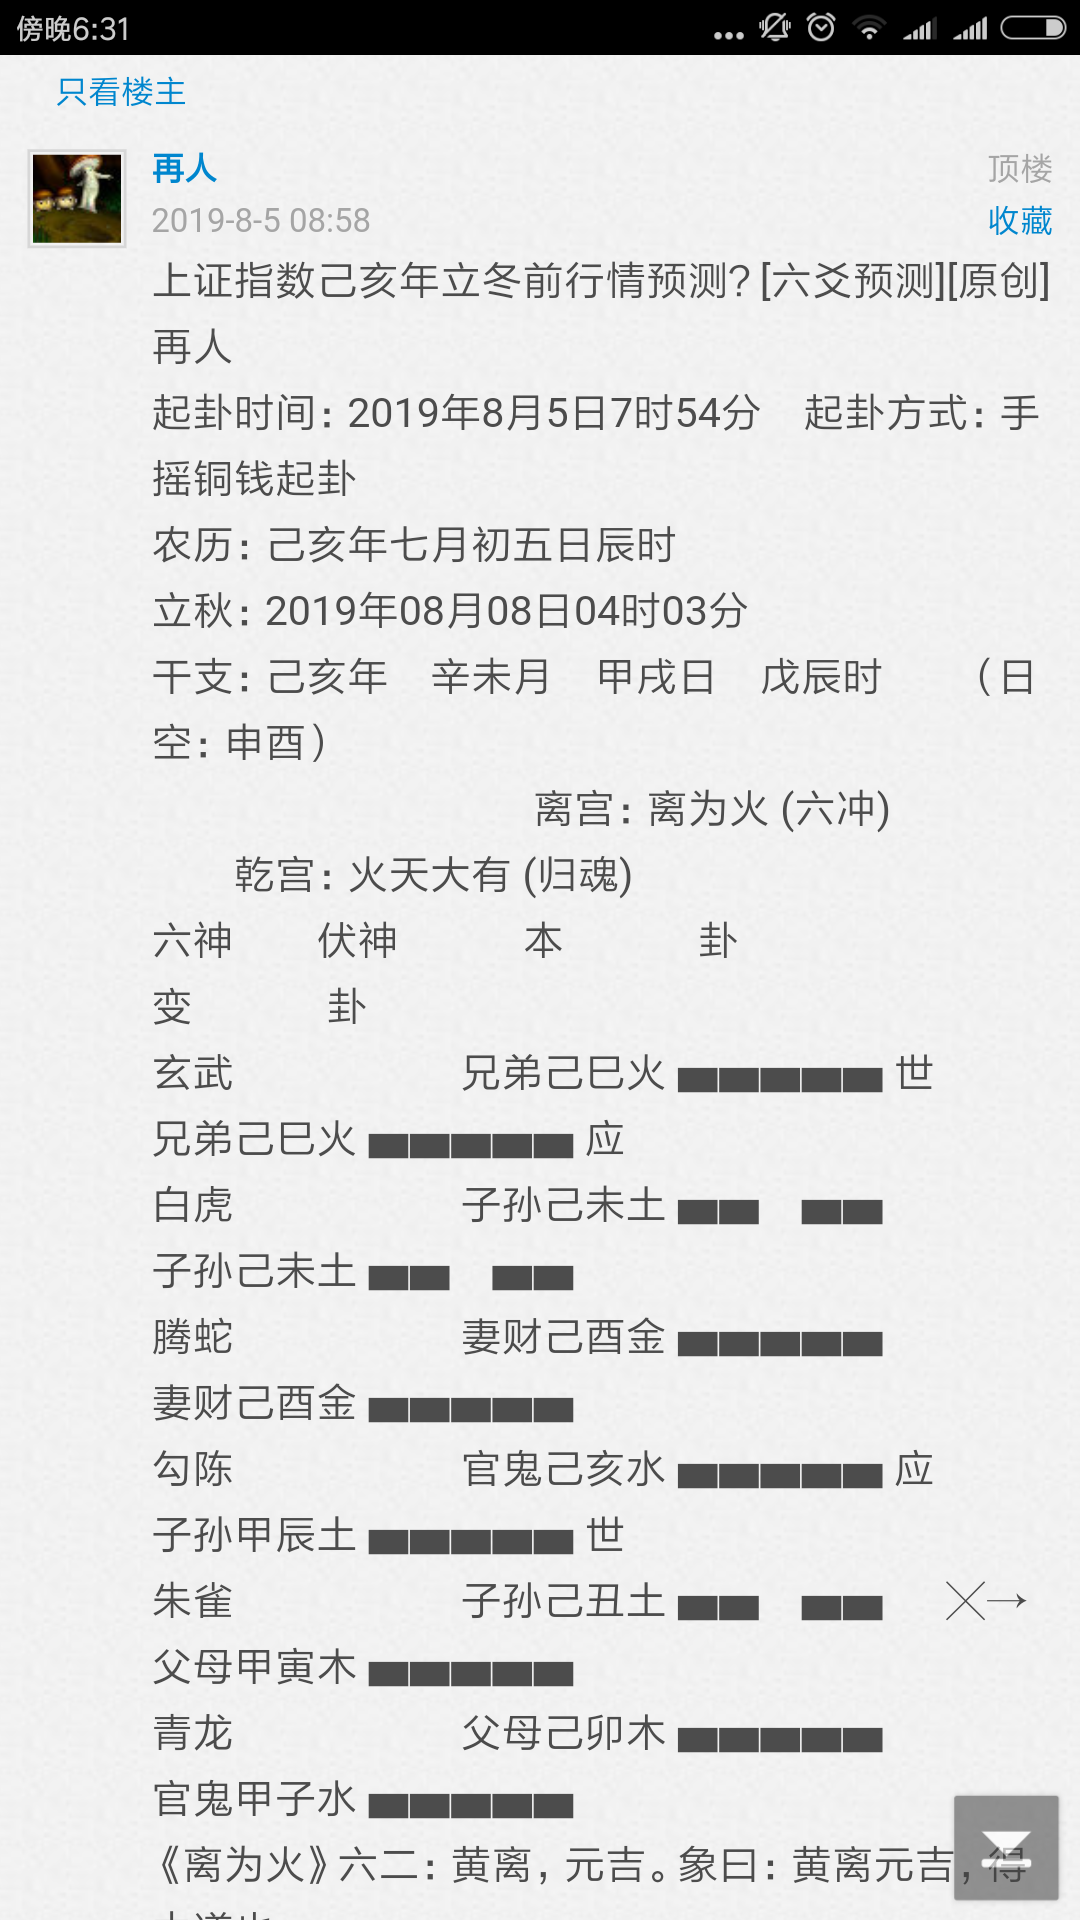 傍晚6:31
只看楼主
再人 顶楼
2019-8-5 08:58 收藏
上证指数己亥年立冬前行情预测?[六爻预测][原创]
再人
起卦时间：2019年8月5日7时54分 起卦方式：手
摇铜钱起卦
农历：己亥年七月初五日辰时
立秋：2019年08月08日04时03分
干支：己亥年 辛未月 甲戌日 戊辰时 （日
空：申酉）
离宫：离为火 (六冲)
乾宫：火天大有 (归魂)
六神 伏神 本 卦
变 卦
玄武 兄弟己巳火 ▅▅▅▅▅ 世
兄弟己巳火 ▅▅▅▅▅ 应
白虎 子孙己未土 ▅▅ ▅▅
子孙己未土 ▅▅ ▅▅
腾蛇 妻财己酉金 ▅▅▅▅▅
妻财己酉金 ▅▅▅▅▅
勾陈 官鬼己亥水 ▅▅▅▅▅ 应
子孙甲辰土 ▅▅▅▅▅ 世
朱雀 子孙己丑土 ▅▅ ▅▅ ╳→
父母甲寅木 ▅▅▅▅▅
青龙 父母己卯木 ▅▅▅▅▅
官鬼甲子水 ▅▅▅▅▅
《离为火》六二：黄离，元吉。象曰：黄离元吉，得